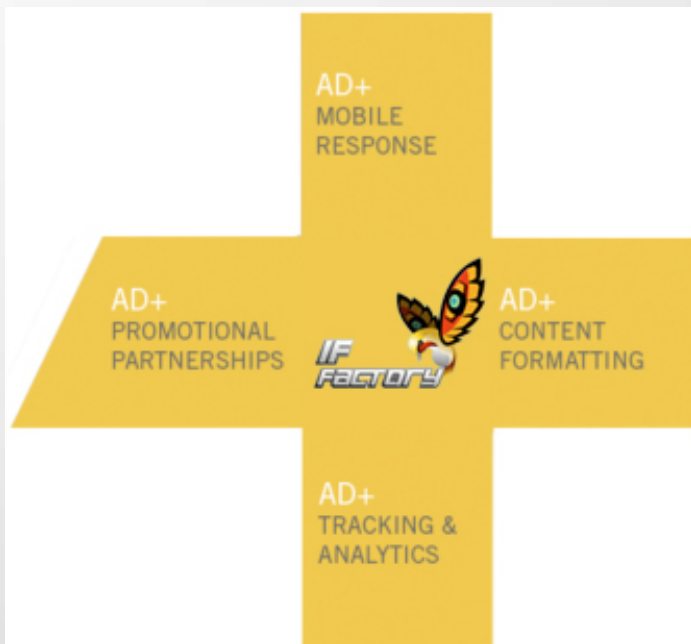 AD+
MOBILE
RESPONSE
AD+
PROMOTIONAL
PARTNERSHIPS
IF
FACTORY
AD+
CONTENT
FORMATTING
AD+
TRACKING &
ANALYTICS